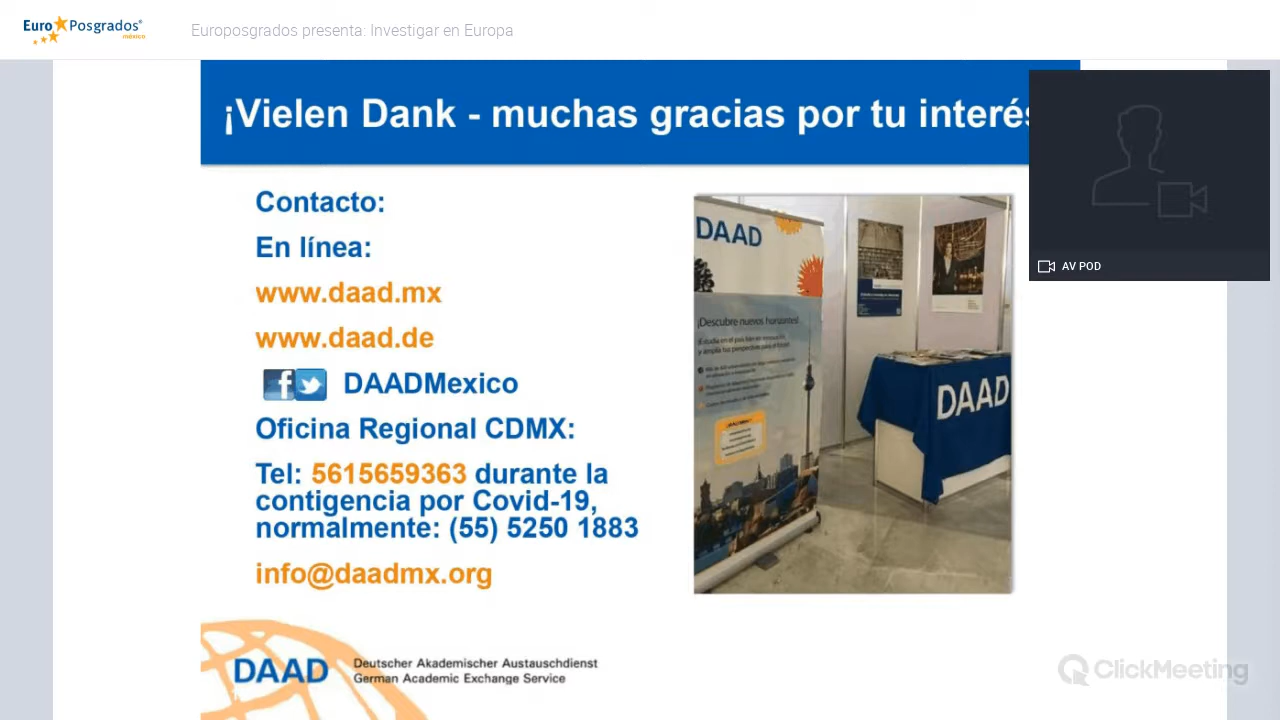 Euro Posgrados®
méxico
Europosgrados presenta: Investigar en Europa
¡Vielen Dank - muchas gracias por tu interés
AV POD
Contacto:
En línea:
www.daad.mx
www.daad.de
DAADMexico
Oficina Regional CDMX:
Tel: 5615659363 durante la
contigencia por Covid-19,
normalmente: (55) 5250 1883
info@daadmx.org
DAAD
¡Descubre nuevos horizontes!
DAAD
DAAD
Deutscher Akademischer Austauschdienst
German Academic Exchange Service
ClickMeeting